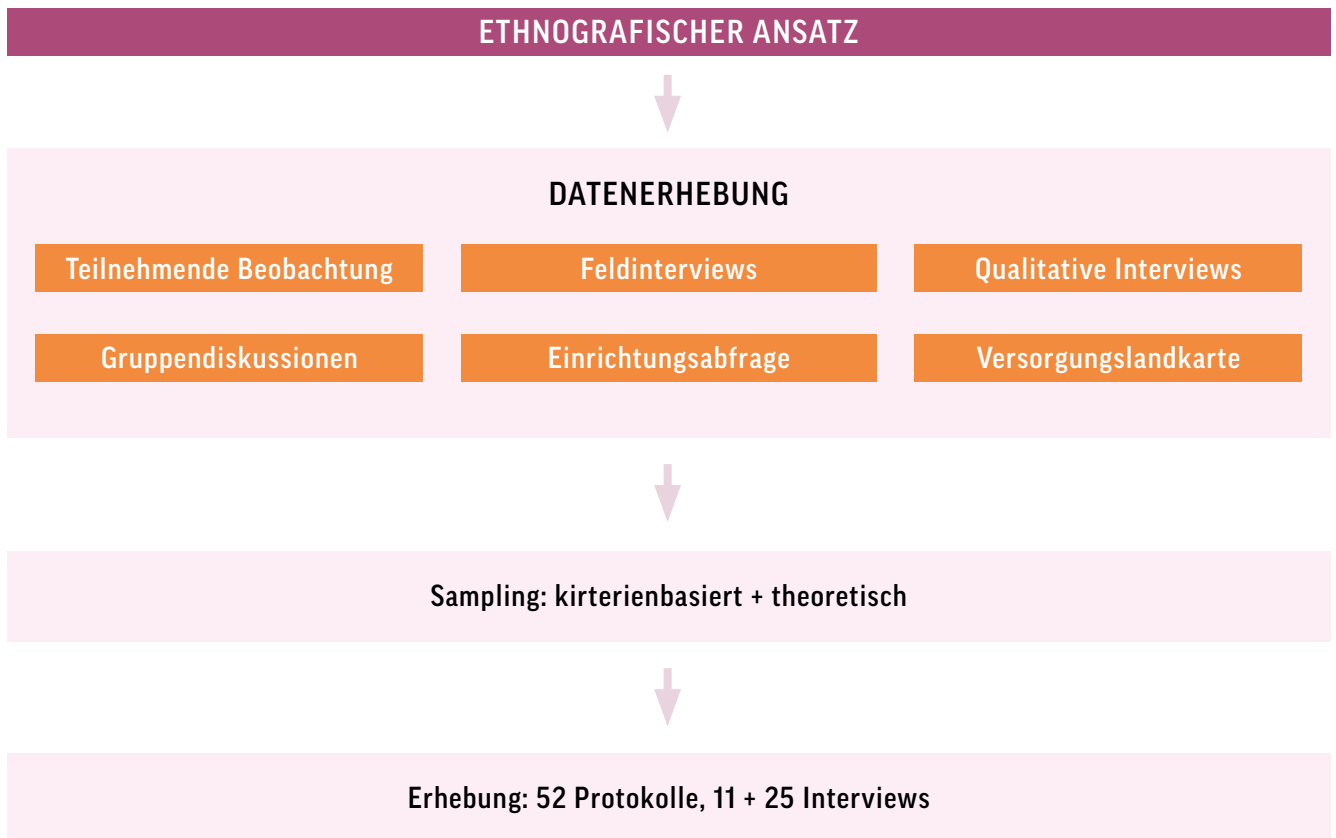 ETHNOGRAFISCHER ANSATZ
DATENERHEBUNG
Teilnehmende Beobachtung
Feldinterviews
Qualitative Interviews
Gruppendiskussionen
Einrichtungsabfrage
Versorgungslandkarte
Sampling: kirterienbasiert + theoretisch
Erhebung: 52 Protokolle, 11 + 25 Interviews